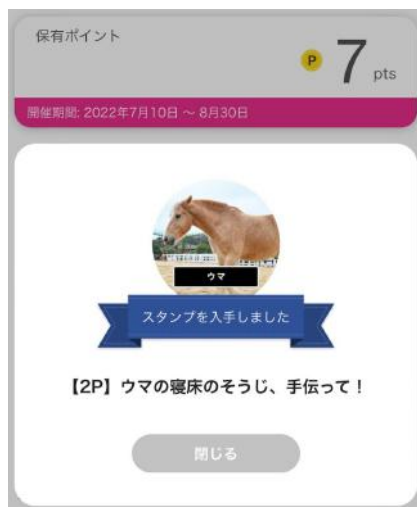 保有ポイント
P 7 pts
開催期間: 2022年7月10日 ～ 8月30日
ウマ
スタンプを入手しました
【2P】ウマの寝床のそうじ、手伝って！
閉じる